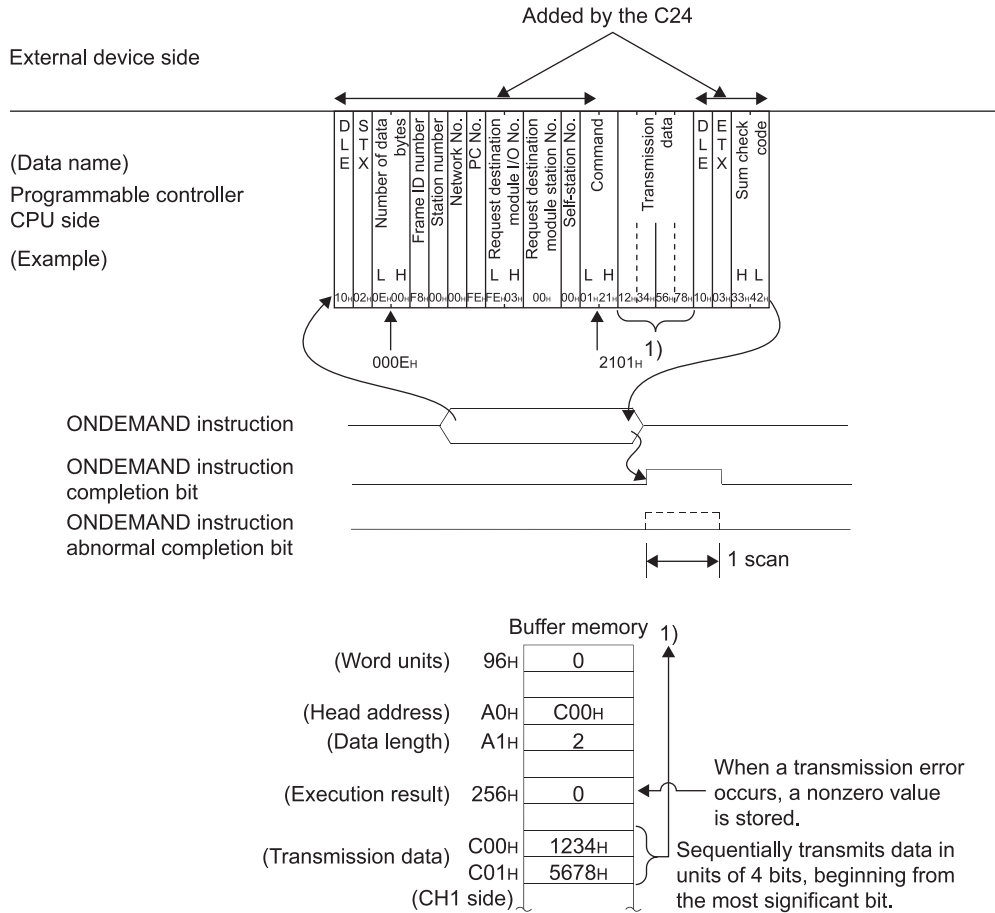 Added by the C24
External device side
(Data name)
Programmable controller
CPU side
(Example)
DLE
STX
Number of data
bytes
L H
Frame ID number
Station number
Network No.
PC No.
Request destination
module I/O No.
L H
Request destination
module station No.
Self-station No.
Command
L H
Transmission
data
DLE
ETX
Sum check
code
H L
10H 02H 0EH 00H F8H 00H 00H FEH FEH 03H 00H 00H 01H 21H 12H 34H 56H 78H 10H 03H 33H 42H
000EH
2101H
1)
ONDEMAND instruction
ONDEMAND instruction
completion bit
ONDEMAND instruction
abnormal completion bit
1 scan
Buffer memory 1)
(Word units) 96H 0
(Head address) A0H C00H
(Data length) A1H 2
When a transmission error
occurs, a nonzero value
is stored.
(Execution result) 256H 0
(Transmission data) C00H 1234H
C01H 5678H
(CH1 side)
Sequentially transmits data in
units of 4 bits, beginning from
the most significant bit.